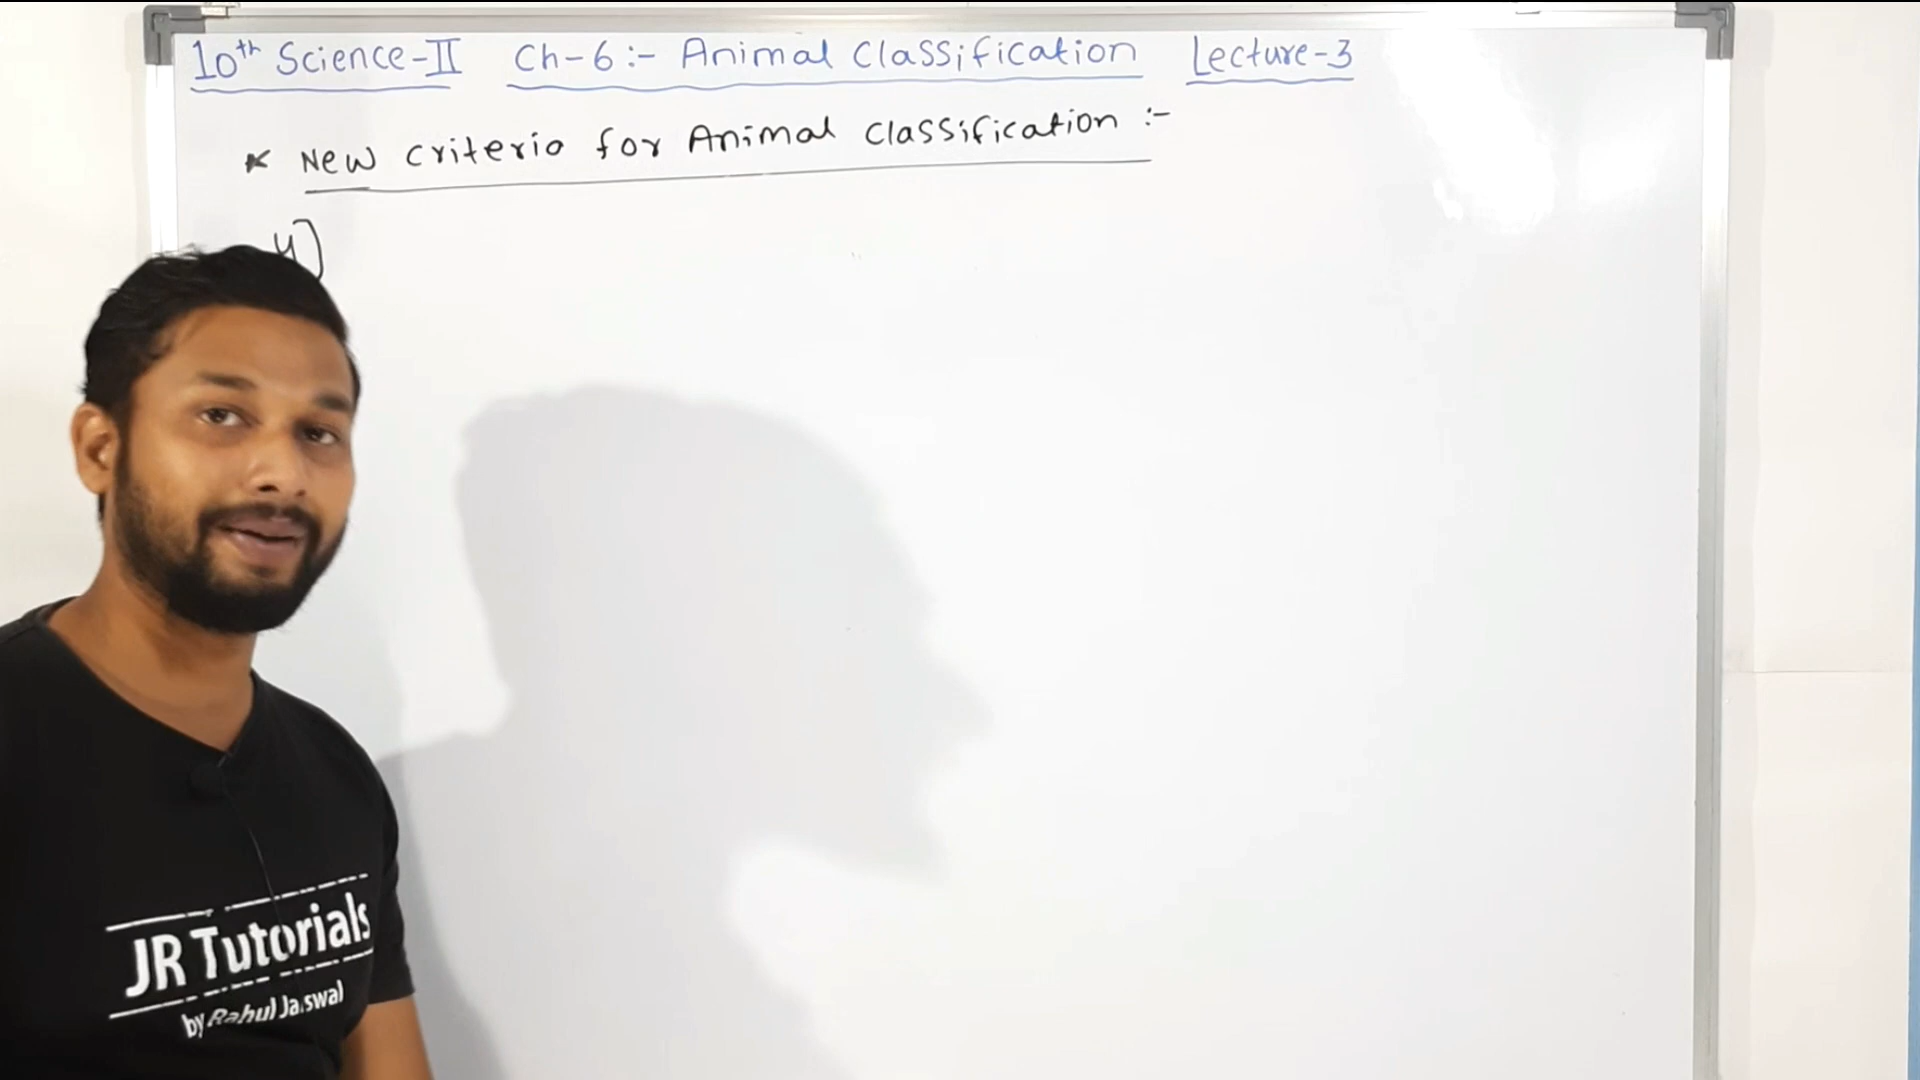 10th Science-II Ch-6:- Animal Classification Lecture-3
* New criteria for Animal classification :-
4)
JR Tutorials
by Rahul Jaiswal